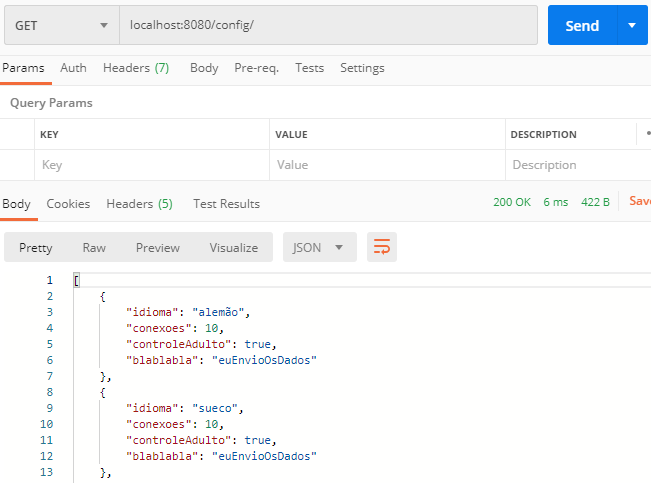 GET localhost:8080/config/ Send
Params Auth Headers (7) Body Pre-req. Tests Settings
Query Params
KEY VALUE DESCRIPTION
Key Value Description
Body Cookies Headers (5) Test Results 200 OK 6 ms 422 B Save
Pretty Raw Preview Visualize JSON
1 [
2 {
3 "idioma": "alemão",
4 "conexoes": 10,
5 "controleAdulto": true,
6 "blablabla": "euEnvioOsDados"
7 },
8 {
9 "idioma": "sueco",
10 "conexoes": 10,
11 "controleAdulto": true,
12 "blablabla": "euEnvioOsDados"
13 },